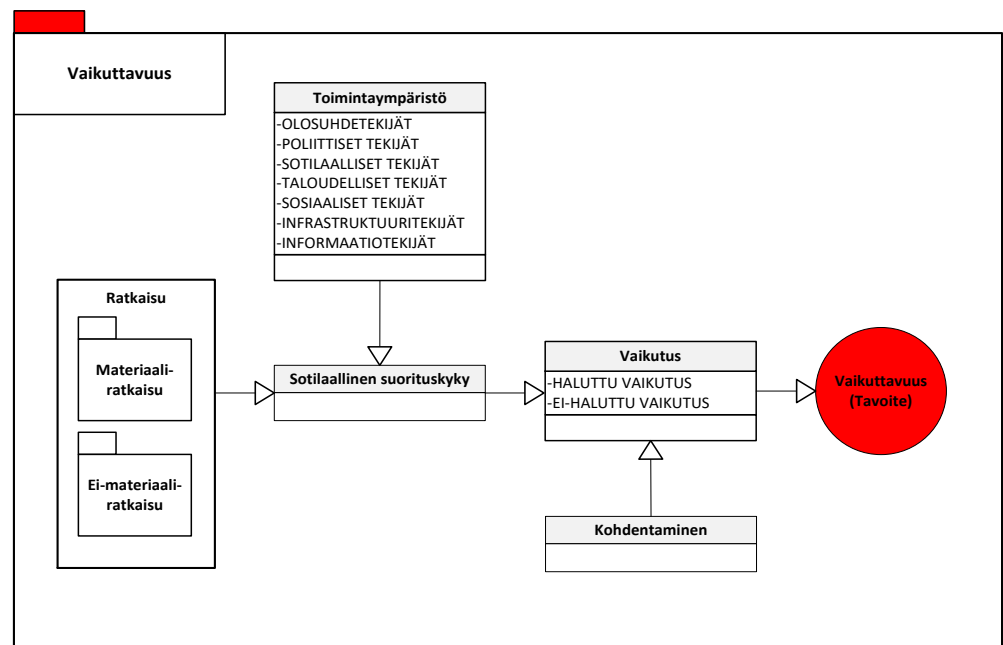 Vaikuttavuus
Toimintaympäristö
-OLOSUHDETEKIJÄT
-POLIITTISET TEKIJÄT
-SOTILAALLISET TEKIJÄT
-TALOUDELLISET TEKIJÄT
-SOSIAALISET TEKIJÄT
-INFRASTRUKTUURITEKIJÄT
-INFORMAATIOTEKIJÄT
Ratkaisu
Materiaali-
ratkaisu
Ei-materiaali-
ratkaisu
Sotilaallinen suorituskyky
Vaikutus
-HALUTTU VAIKUTUS
-EI-HALUTTU VAIKUTUS
Vaikuttavuus
(Tavoite)
Kohdentaminen